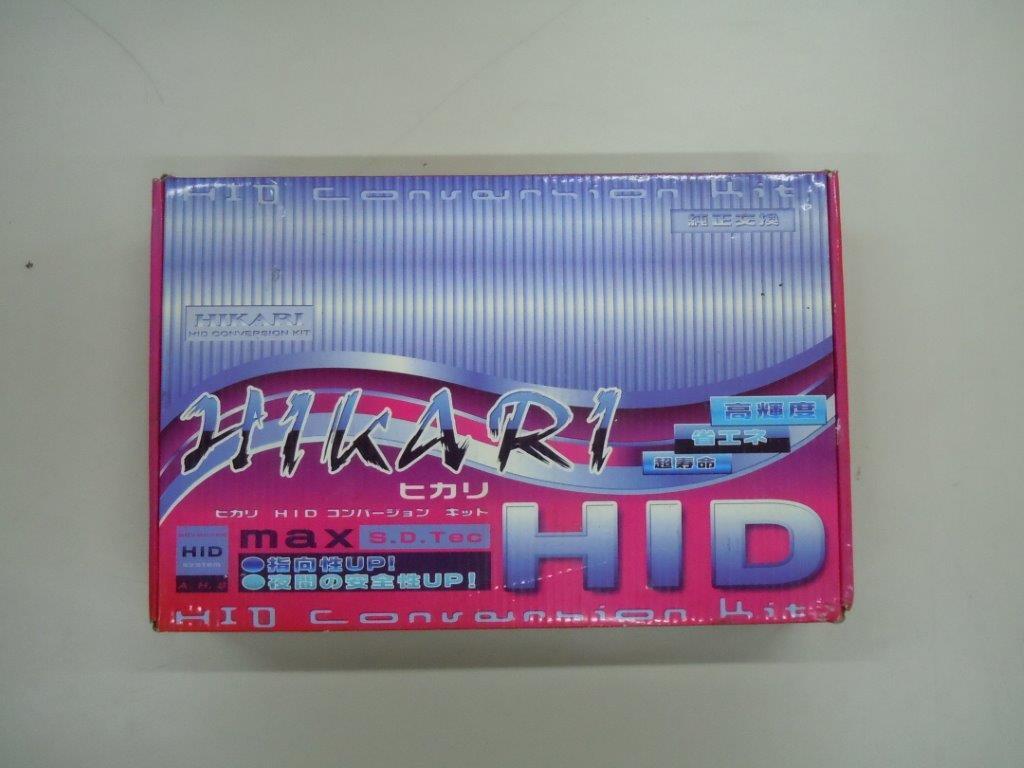 HID Conversion Kit
純正交換
HIKARI
HID CONVERSION KIT
HIKARI
高輝度
省エネ
超寿命
ヒカリ
ヒカリ HID コンバージョン キット
max S.D.Tec
HID
system
A.H.S
●指向性UP!
●夜間の安全性UP!
HID
HID Conversion Kit